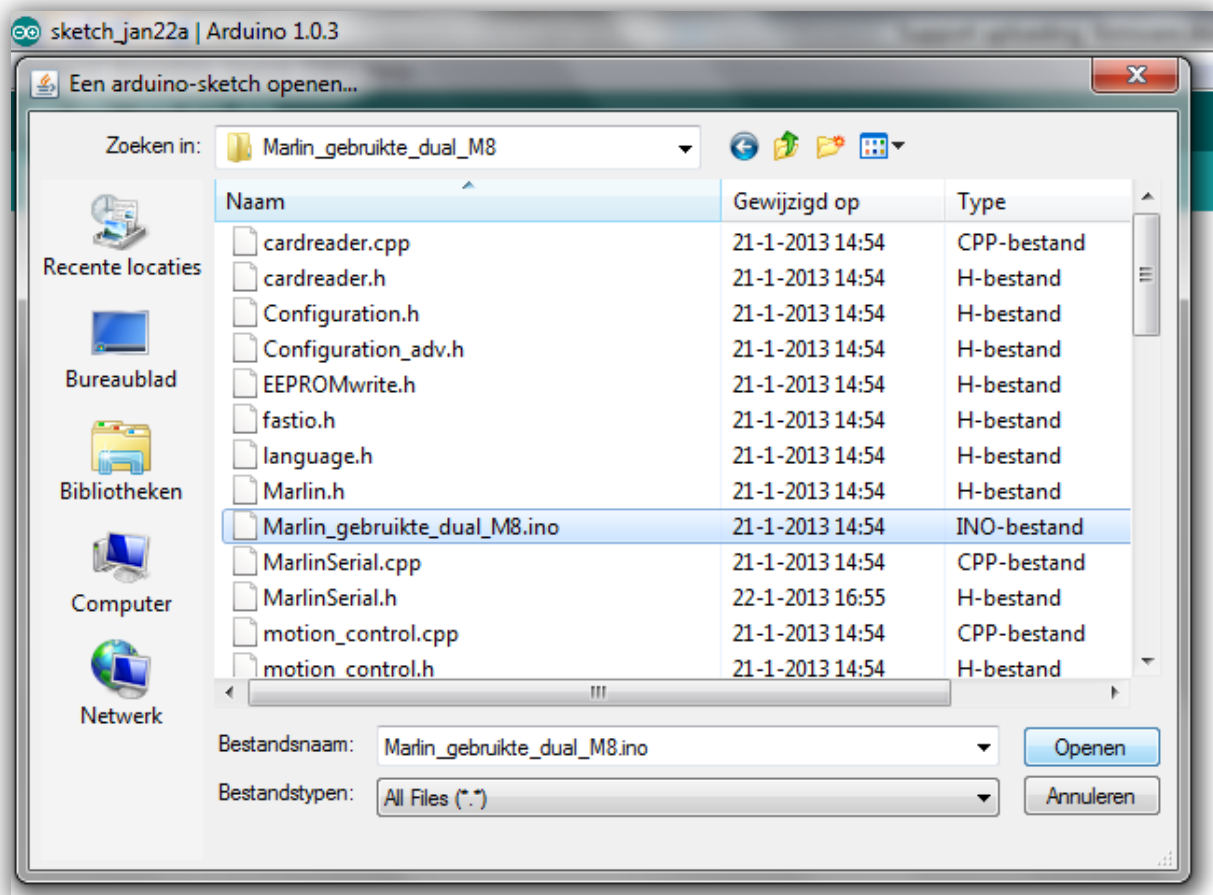 sketch_jan22a | Arduino 1.0.3
Een arduino-sketch openen...
Zoeken in: Marlin_gebruikte_dual_M8
Naam Gewijzigd op Type
cardreader.cpp 21-1-2013 14:54 CPP-bestand
cardreader.h 21-1-2013 14:54 H-bestand
Configuration.h 21-1-2013 14:54 H-bestand
Configuration_adv.h 21-1-2013 14:54 H-bestand
EEPROMwrite.h 21-1-2013 14:54 H-bestand
fastio.h 21-1-2013 14:54 H-bestand
language.h 21-1-2013 14:54 H-bestand
Marlin.h 21-1-2013 14:54 H-bestand
Marlin_gebruikte_dual_M8.ino 21-1-2013 14:54 INO-bestand
MarlinSerial.cpp 21-1-2013 14:54 CPP-bestand
MarlinSerial.h 22-1-2013 16:55 H-bestand
motion_control.cpp 21-1-2013 14:54 CPP-bestand
motion_control.h 21-1-2013 14:54 H-bestand
Recente locaties
Bureaublad
Bibliotheken
Computer
Netwerk
Bestandsnaam: Marlin_gebruikte_dual_M8.ino Openen
Bestandstypen: All Files (*.*) Annuleren